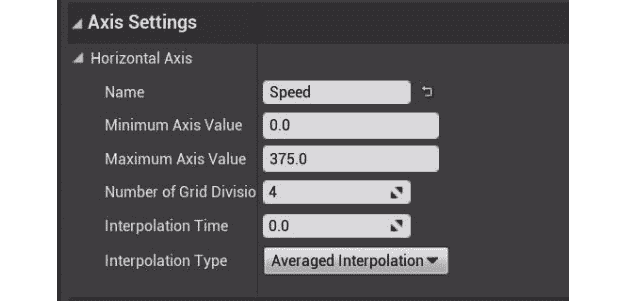 Axis Settings
Horizontal Axis
Name Speed
Minimum Axis Value 0.0
Maximum Axis Value 375.0
Number of Grid Divisio 4
Interpolation Time 0.0
Interpolation Type Averaged Interpolation